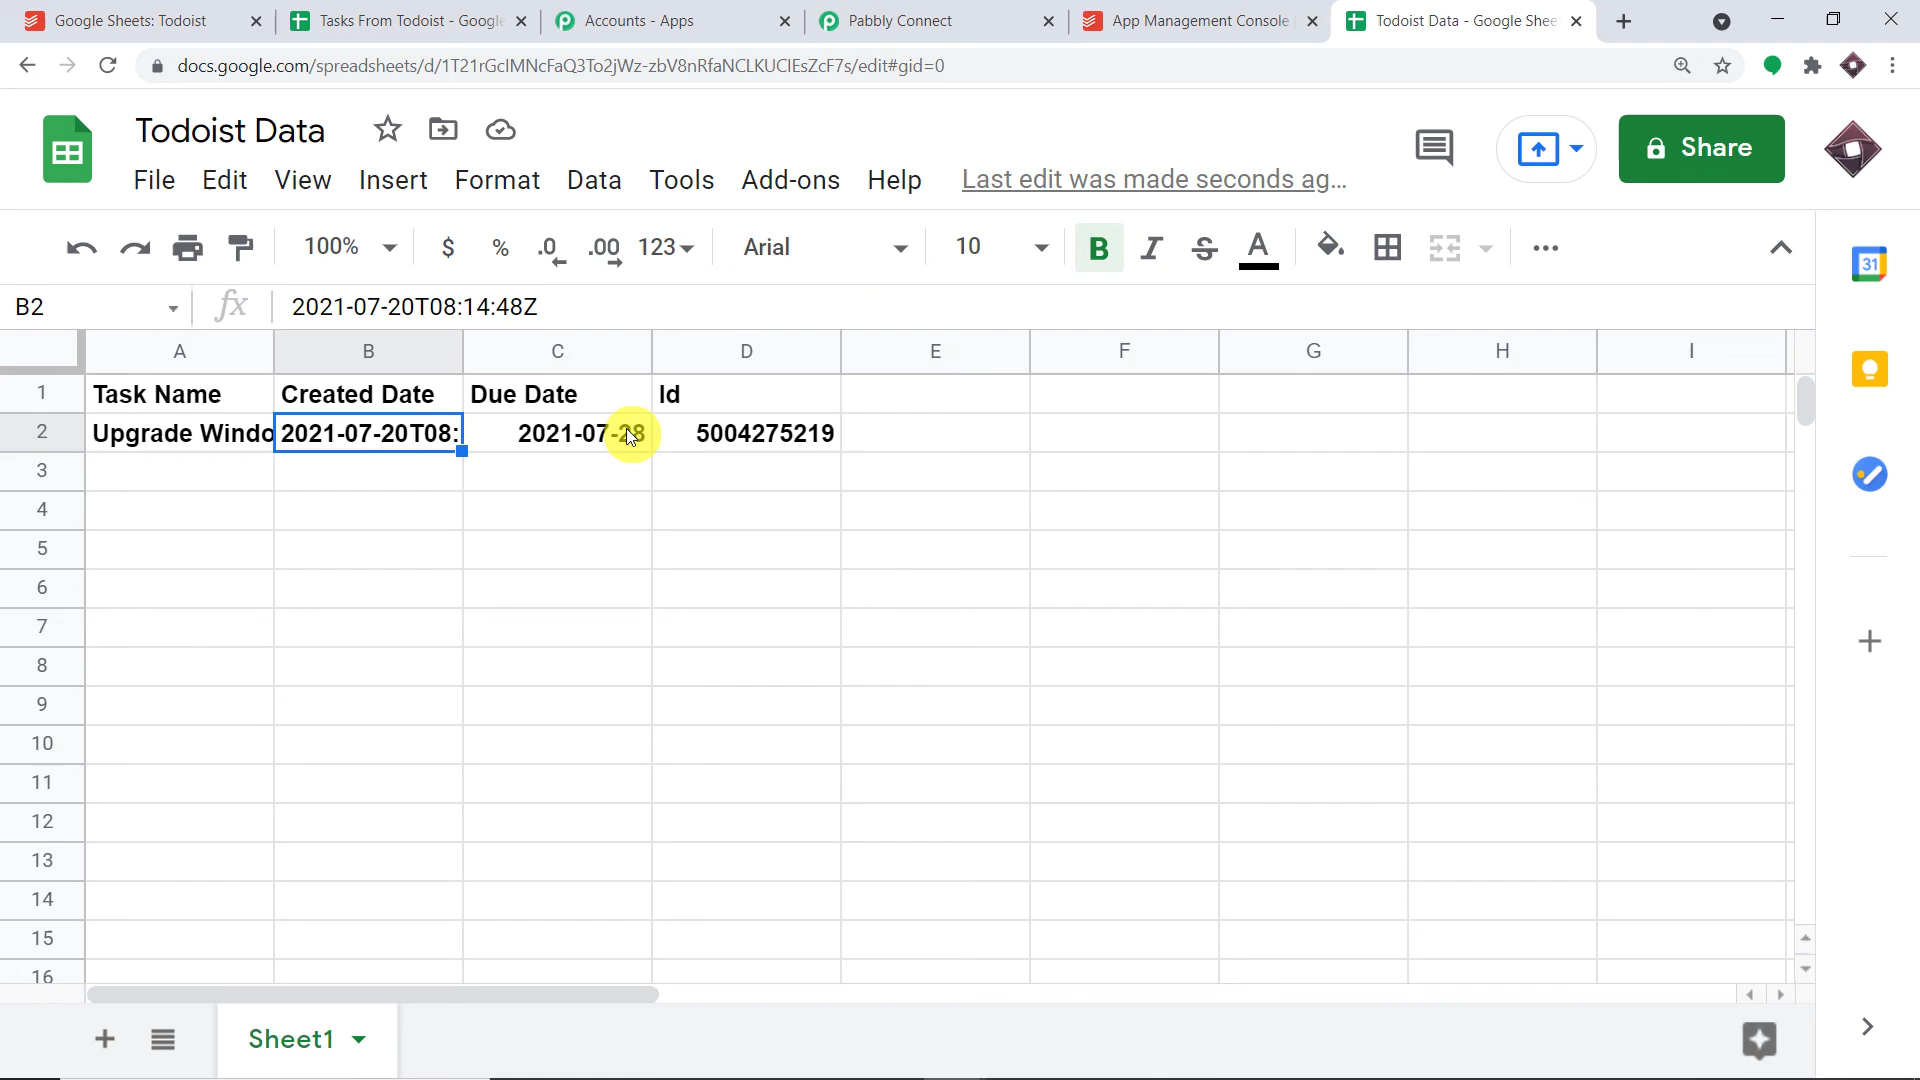 Google Sheets: Todoist
Tasks From Todoist - Google
Accounts - Apps
Pabbly Connect
App Management Console
Todoist Data - Google Shee
docs.google.com/spreadsheets/d/1T21rGcIMNcFaQ3To2jWz-zbV8nRfaNCLKUCIEsZcF7s/edit#gid=0
Todoist Data
Share
File Edit View Insert Format Data Tools Add-ons Help Last edit was made seconds ag...
100% $ % .0 .00 123 Arial 10 B I S A
31
B2 fx 2021-07-20T08:14:48Z
A B C D E F G H I
1 Task Name Created Date Due Date Id
2 Upgrade Windo 2021-07-20T08: 2021-07-28 5004275219
3
4
5
6
7
8
9
10
11
12
13
14
15
16
Sheet1